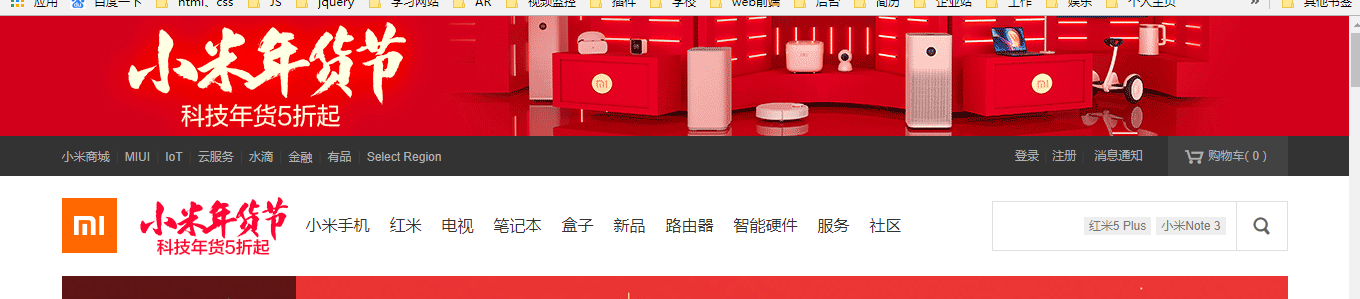 应用 百度一下 html、css JS jquery 学习网站 AR 视频监控 插件 学校 web前端 后台 简历 企业站 工作 娱乐 个人主页 » 其他书签
小米年货节
科技年货5折起
小米商城 | MIUI | IoT | 云服务 | 水滴 | 金融 | 有品 | Select Region 登录 | 注册 | 消息通知 购物车( 0 )
小米年货节
科技年货5折起
小米手机 红米 电视 笔记本 盒子 新品 路由器 智能硬件 服务 社区 红米5 Plus 小米Note 3